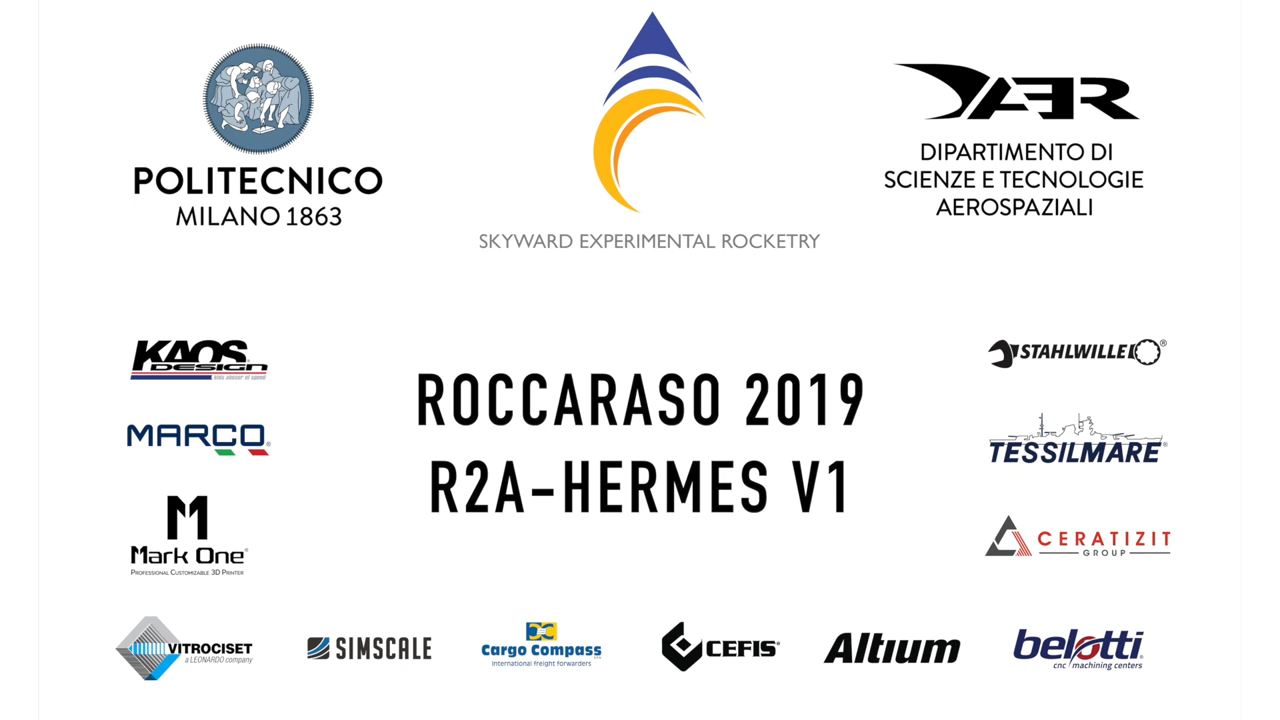 POLITECNICO
MILANO 1863
SKYWARD EXPERIMENTAL ROCKETRY
DAER
DIPARTIMENTO DI
SCIENZE E TECNOLOGIE
AEROSPAZIALI
KAOS
DESIGN
MARCO®
Mark One®
Professional Customizable 3D Printer
ROCCARASO 2019
R2A-HERMES V1
STAHLWILLE®
TESSILMARE®
CERATIZIT
GROUP
VITROCISET
a LEONARDO company
SIMSCALE
Cargo Compass
International freight forwarders
CEFIS®
Altium
belotti
cnc machining centers